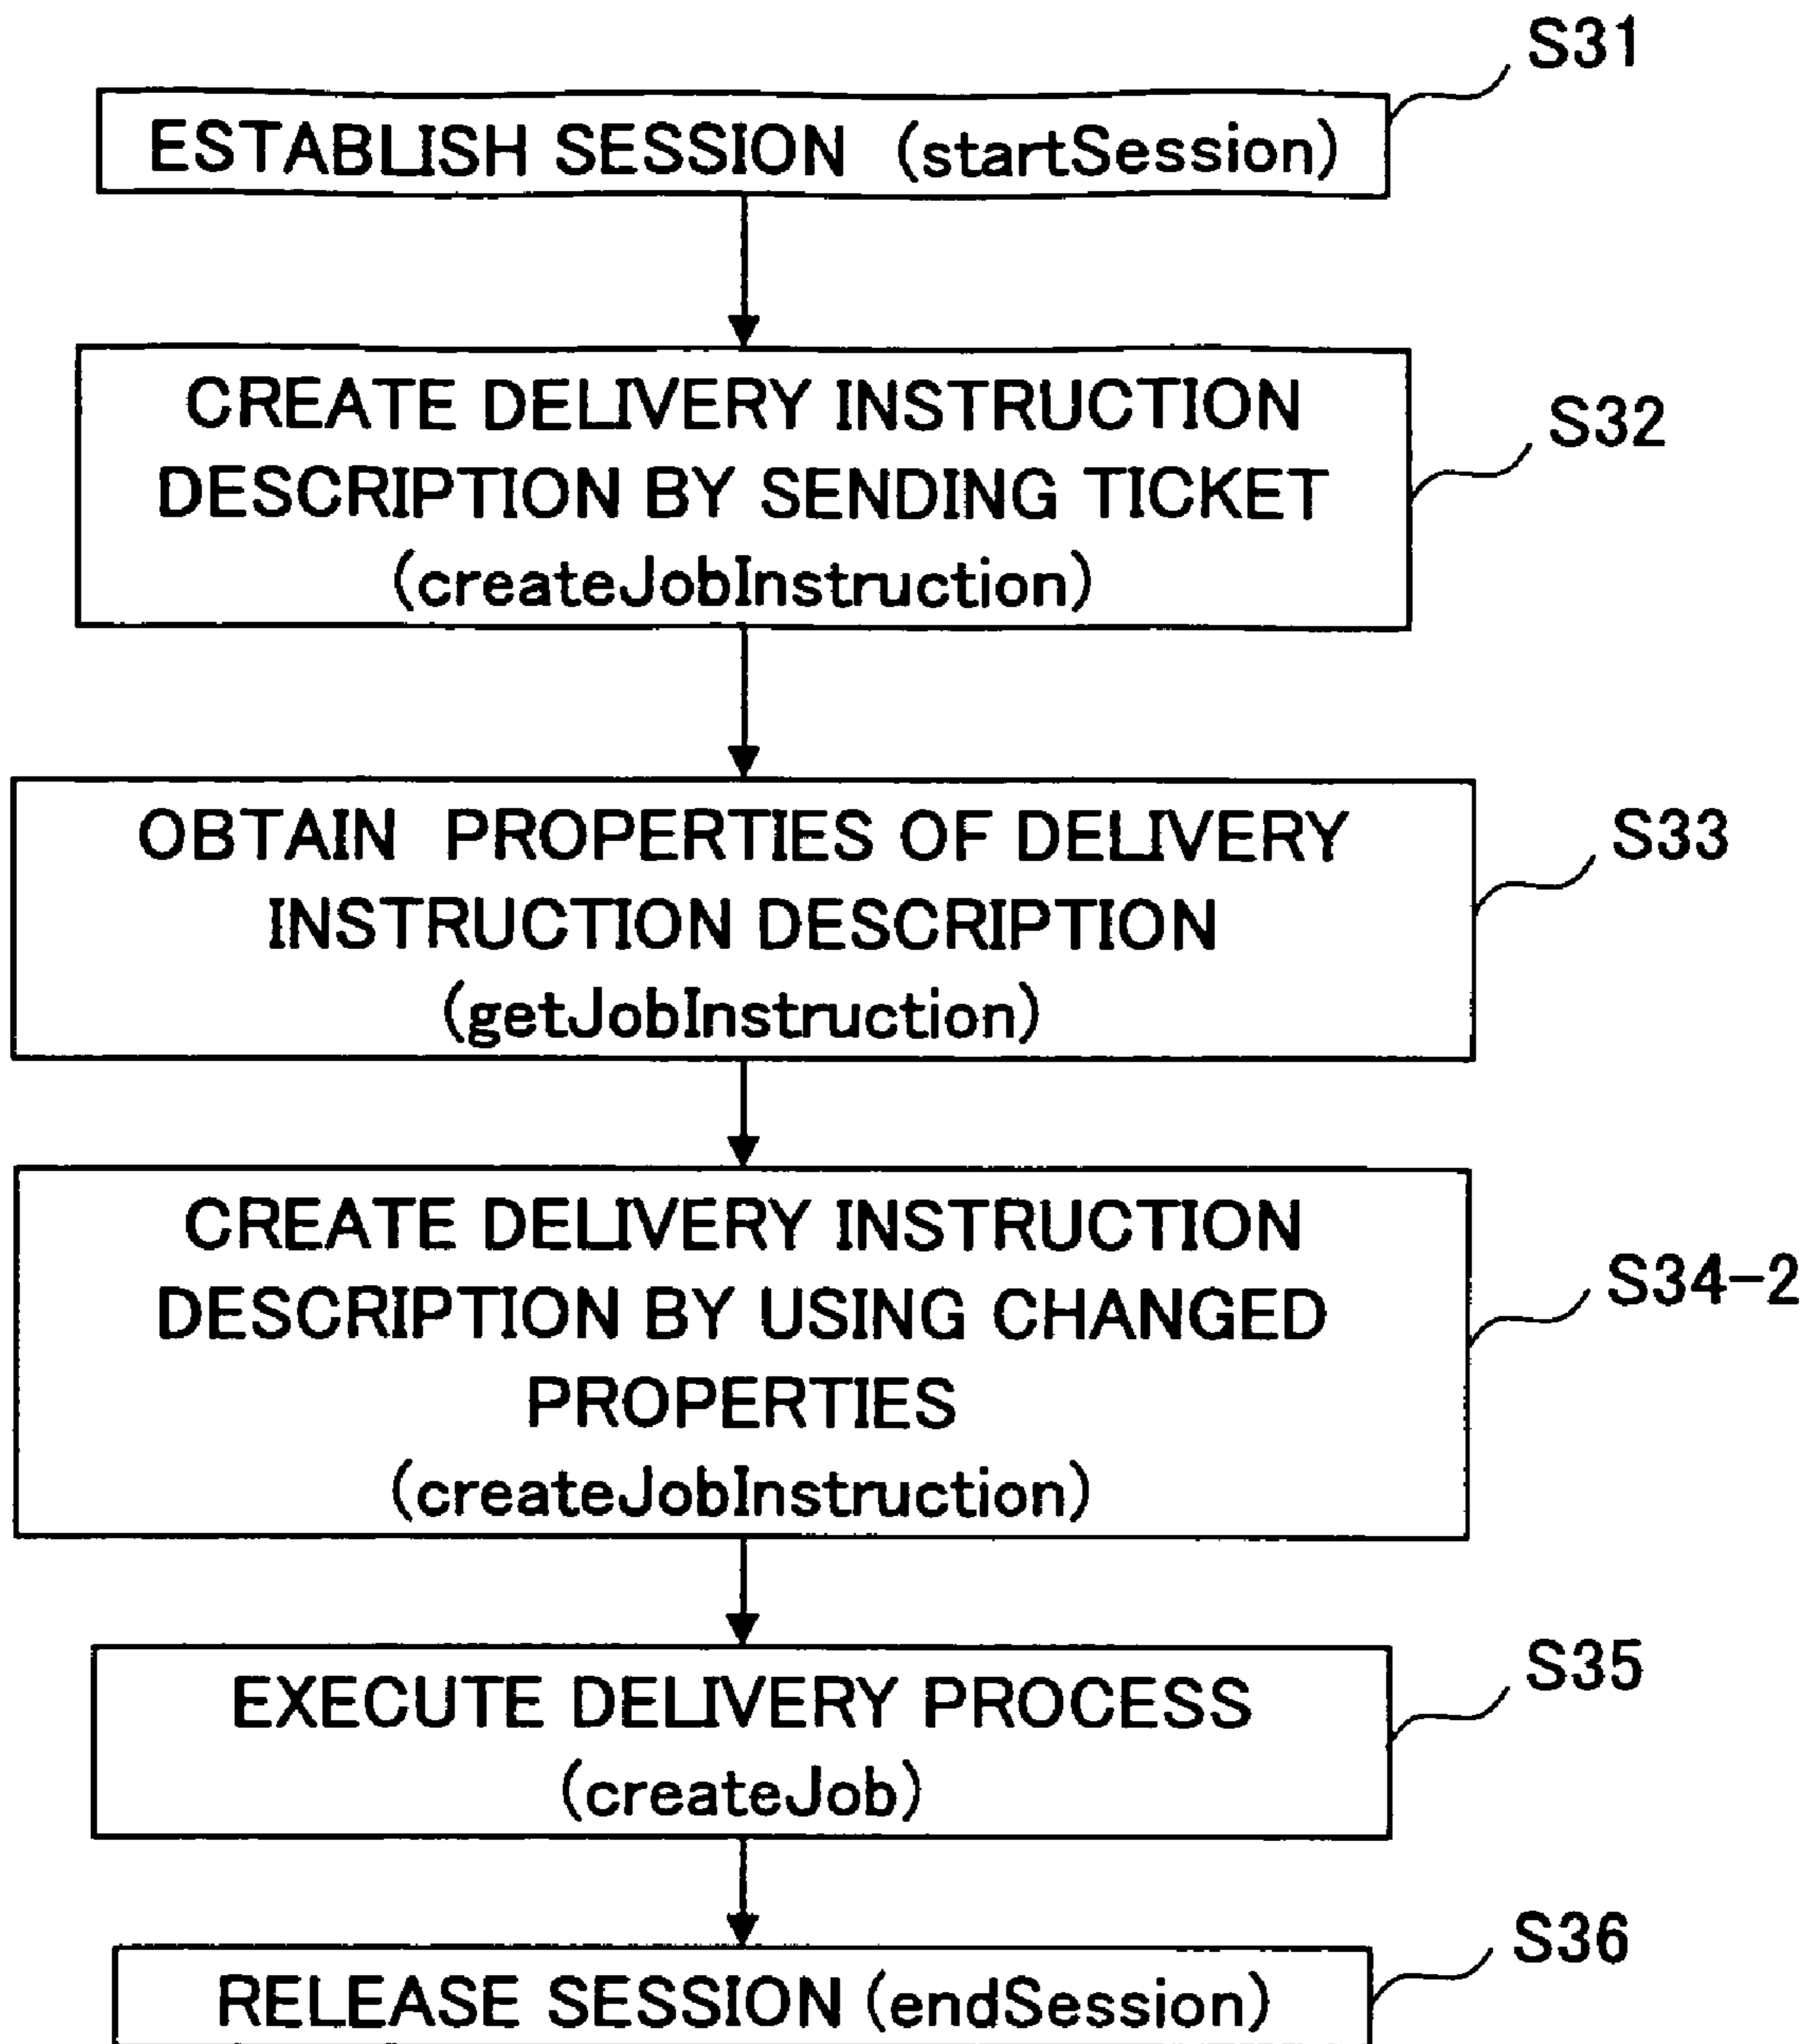 S31
ESTABLISH SESSION (startSession)
CREATE DELIVERY INSTRUCTION
DESCRIPTION BY SENDING TICKET
(createJobInstruction)
S32
OBTAIN PROPERTIES OF DELIVERY
INSTRUCTION DESCRIPTION
(getJobInstruction)
S33
CREATE DELIVERY INSTRUCTION
DESCRIPTION BY USING CHANGED
PROPERTIES
(createJobInstruction)
S34-2
EXECUTE DELIVERY PROCESS
(createJob)
S35
RELEASE SESSION (endSession)
S36